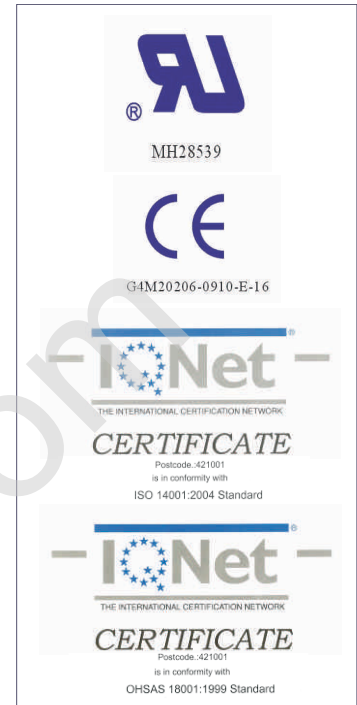 ®
MH28539
CE
G4M20206-0910-E-16
®
IQNet
THE INTERNATIONAL CERTIFICATION NETWORK
CERTIFICATE
Postcode.:421001
is in conformity with
ISO 14001:2004 Standard
®
IQNet
THE INTERNATIONAL CERTIFICATION NETWORK
CERTIFICATE
Postcode.:421001
is in conformity with
OHSAS 18001:1999 Standard